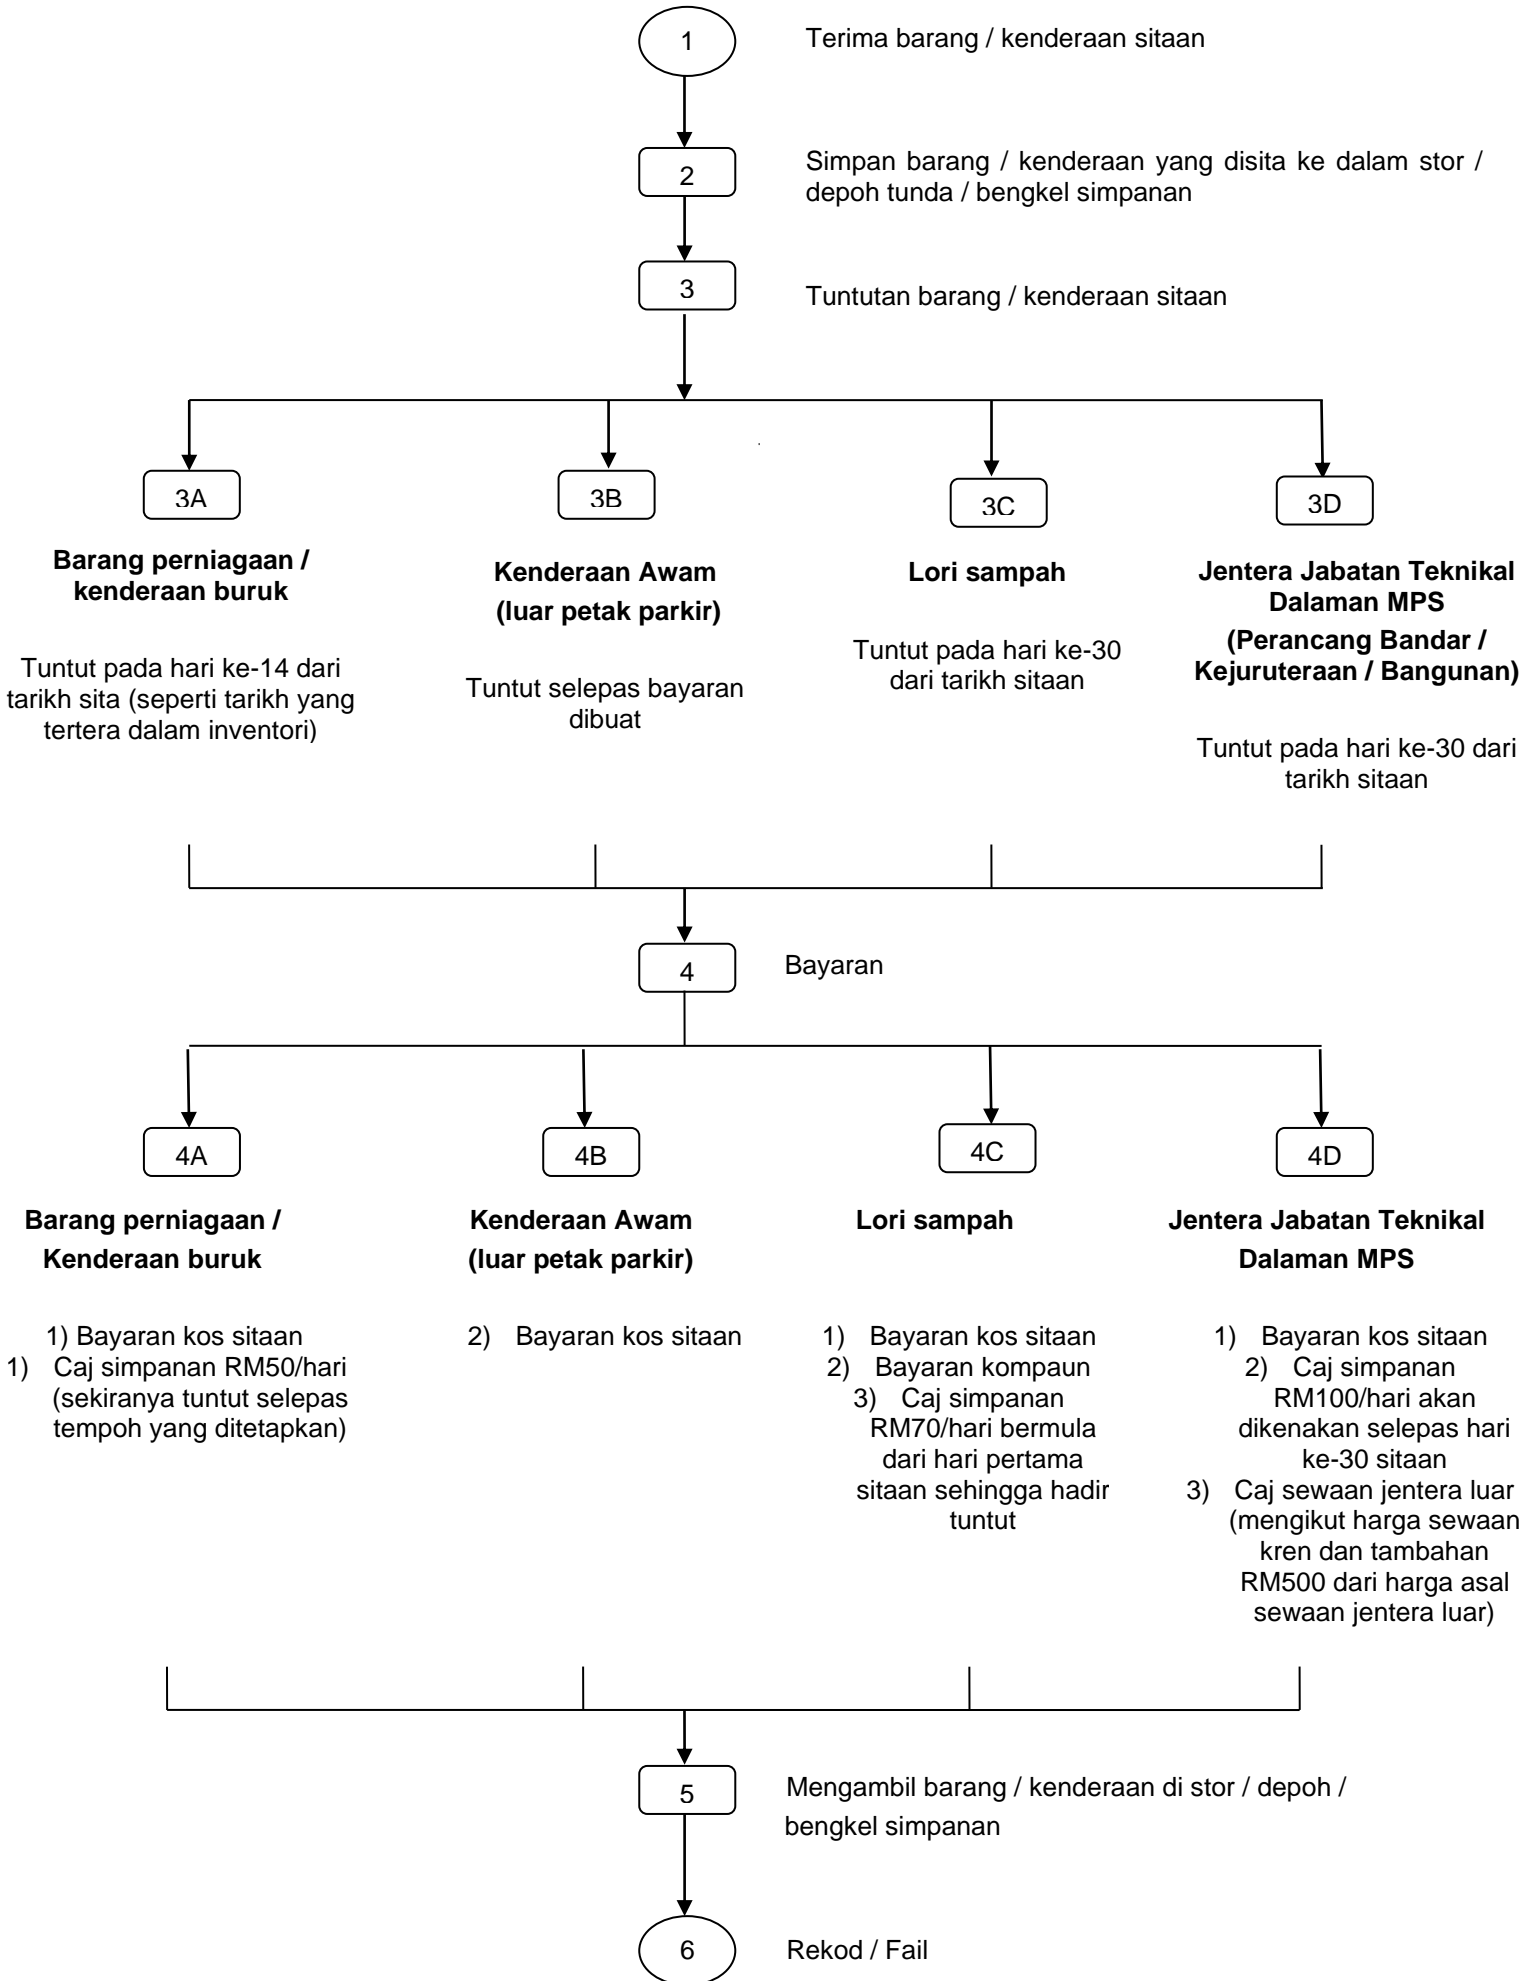 1
Terima barang / kenderaan sitaan
2
Simpan barang / kenderaan yang disita ke dalam stor /
depoh tunda / bengkel simpanan
3
Tuntutan barang / kenderaan sitaan
3A
Barang perniagaan /
kenderaan buruk
Tuntut pada hari ke-14 dari
tarikh sita (seperti tarikh yang
tertera dalam inventori)
3B
Kenderaan Awam
(luar petak parkir)
Tuntut selepas bayaran
dibuat
3C
Lori sampah
Tuntut pada hari ke-30
dari tarikh sitaan
3D
Jentera Jabatan Teknikal
Dalaman MPS
(Perancang Bandar /
Kejuruteraan / Bangunan)
Tuntut pada hari ke-30 dari
tarikh sitaan
4
Bayaran
4A
Barang perniagaan /
Kenderaan buruk
1) Bayaran kos sitaan
1) Caj simpanan RM50/hari
(sekiranya tuntut selepas
tempoh yang ditetapkan)
4B
Kenderaan Awam
(luar petak parkir)
2) Bayaran kos sitaan
4C
Lori sampah
1) Bayaran kos sitaan
2) Bayaran kompaun
3) Caj simpanan
RM70/hari bermula
dari hari pertama
sitaan sehingga hadir
tuntut
4D
Jentera Jabatan Teknikal
Dalaman MPS
1) Bayaran kos sitaan
2) Caj simpanan
RM100/hari akan
dikenakan selepas hari
ke-30 sitaan
3) Caj sewaan jentera luar
(mengikut harga sewaan
kren dan tambahan
RM500 dari harga asal
sewaan jentera luar)
5
Mengambil barang / kenderaan di stor / depoh /
bengkel simpanan
6
Rekod / Fail